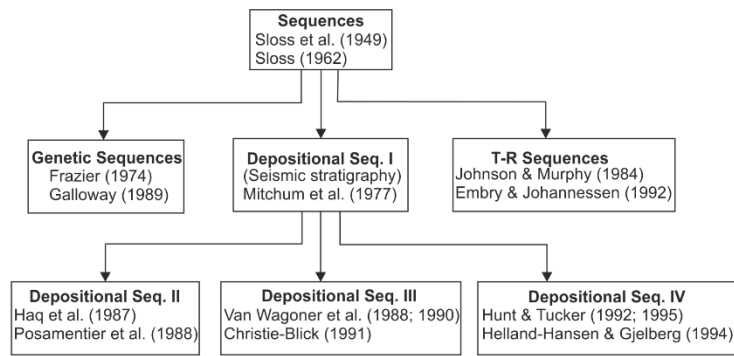 Sequences
Sloss et al. (1949)
Sloss (1962)
Genetic Sequences
Frazier (1974)
Galloway (1989)
Depositional Seq. I
(Seismic stratigraphy)
Mitchum et al. (1977)
T-R Sequences
Johnson & Murphy (1984)
Embry & Johannessen (1992)
Depositional Seq. II
Haq et al. (1987)
Posamentier et al. (1988)
Depositional Seq. III
Van Wagoner et al. (1988; 1990)
Christie-Blick (1991)
Depositional Seq. IV
Hunt & Tucker (1992; 1995)
Helland-Hansen & Gjelberg (1994)